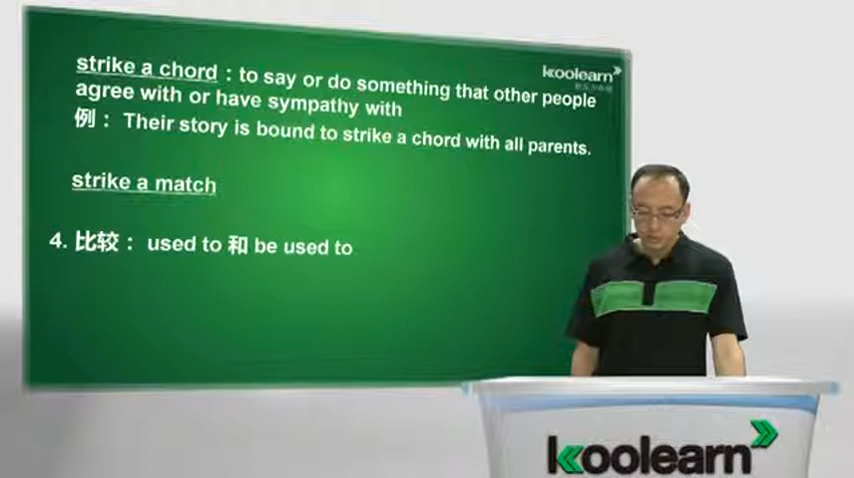 strike a chord : to say or do something that other people
agree with or have sympathy with
例： Their story is bound to strike a chord with all parents.
strike a match
4. 比较： used to 和 be used to
koolearn
koolearn